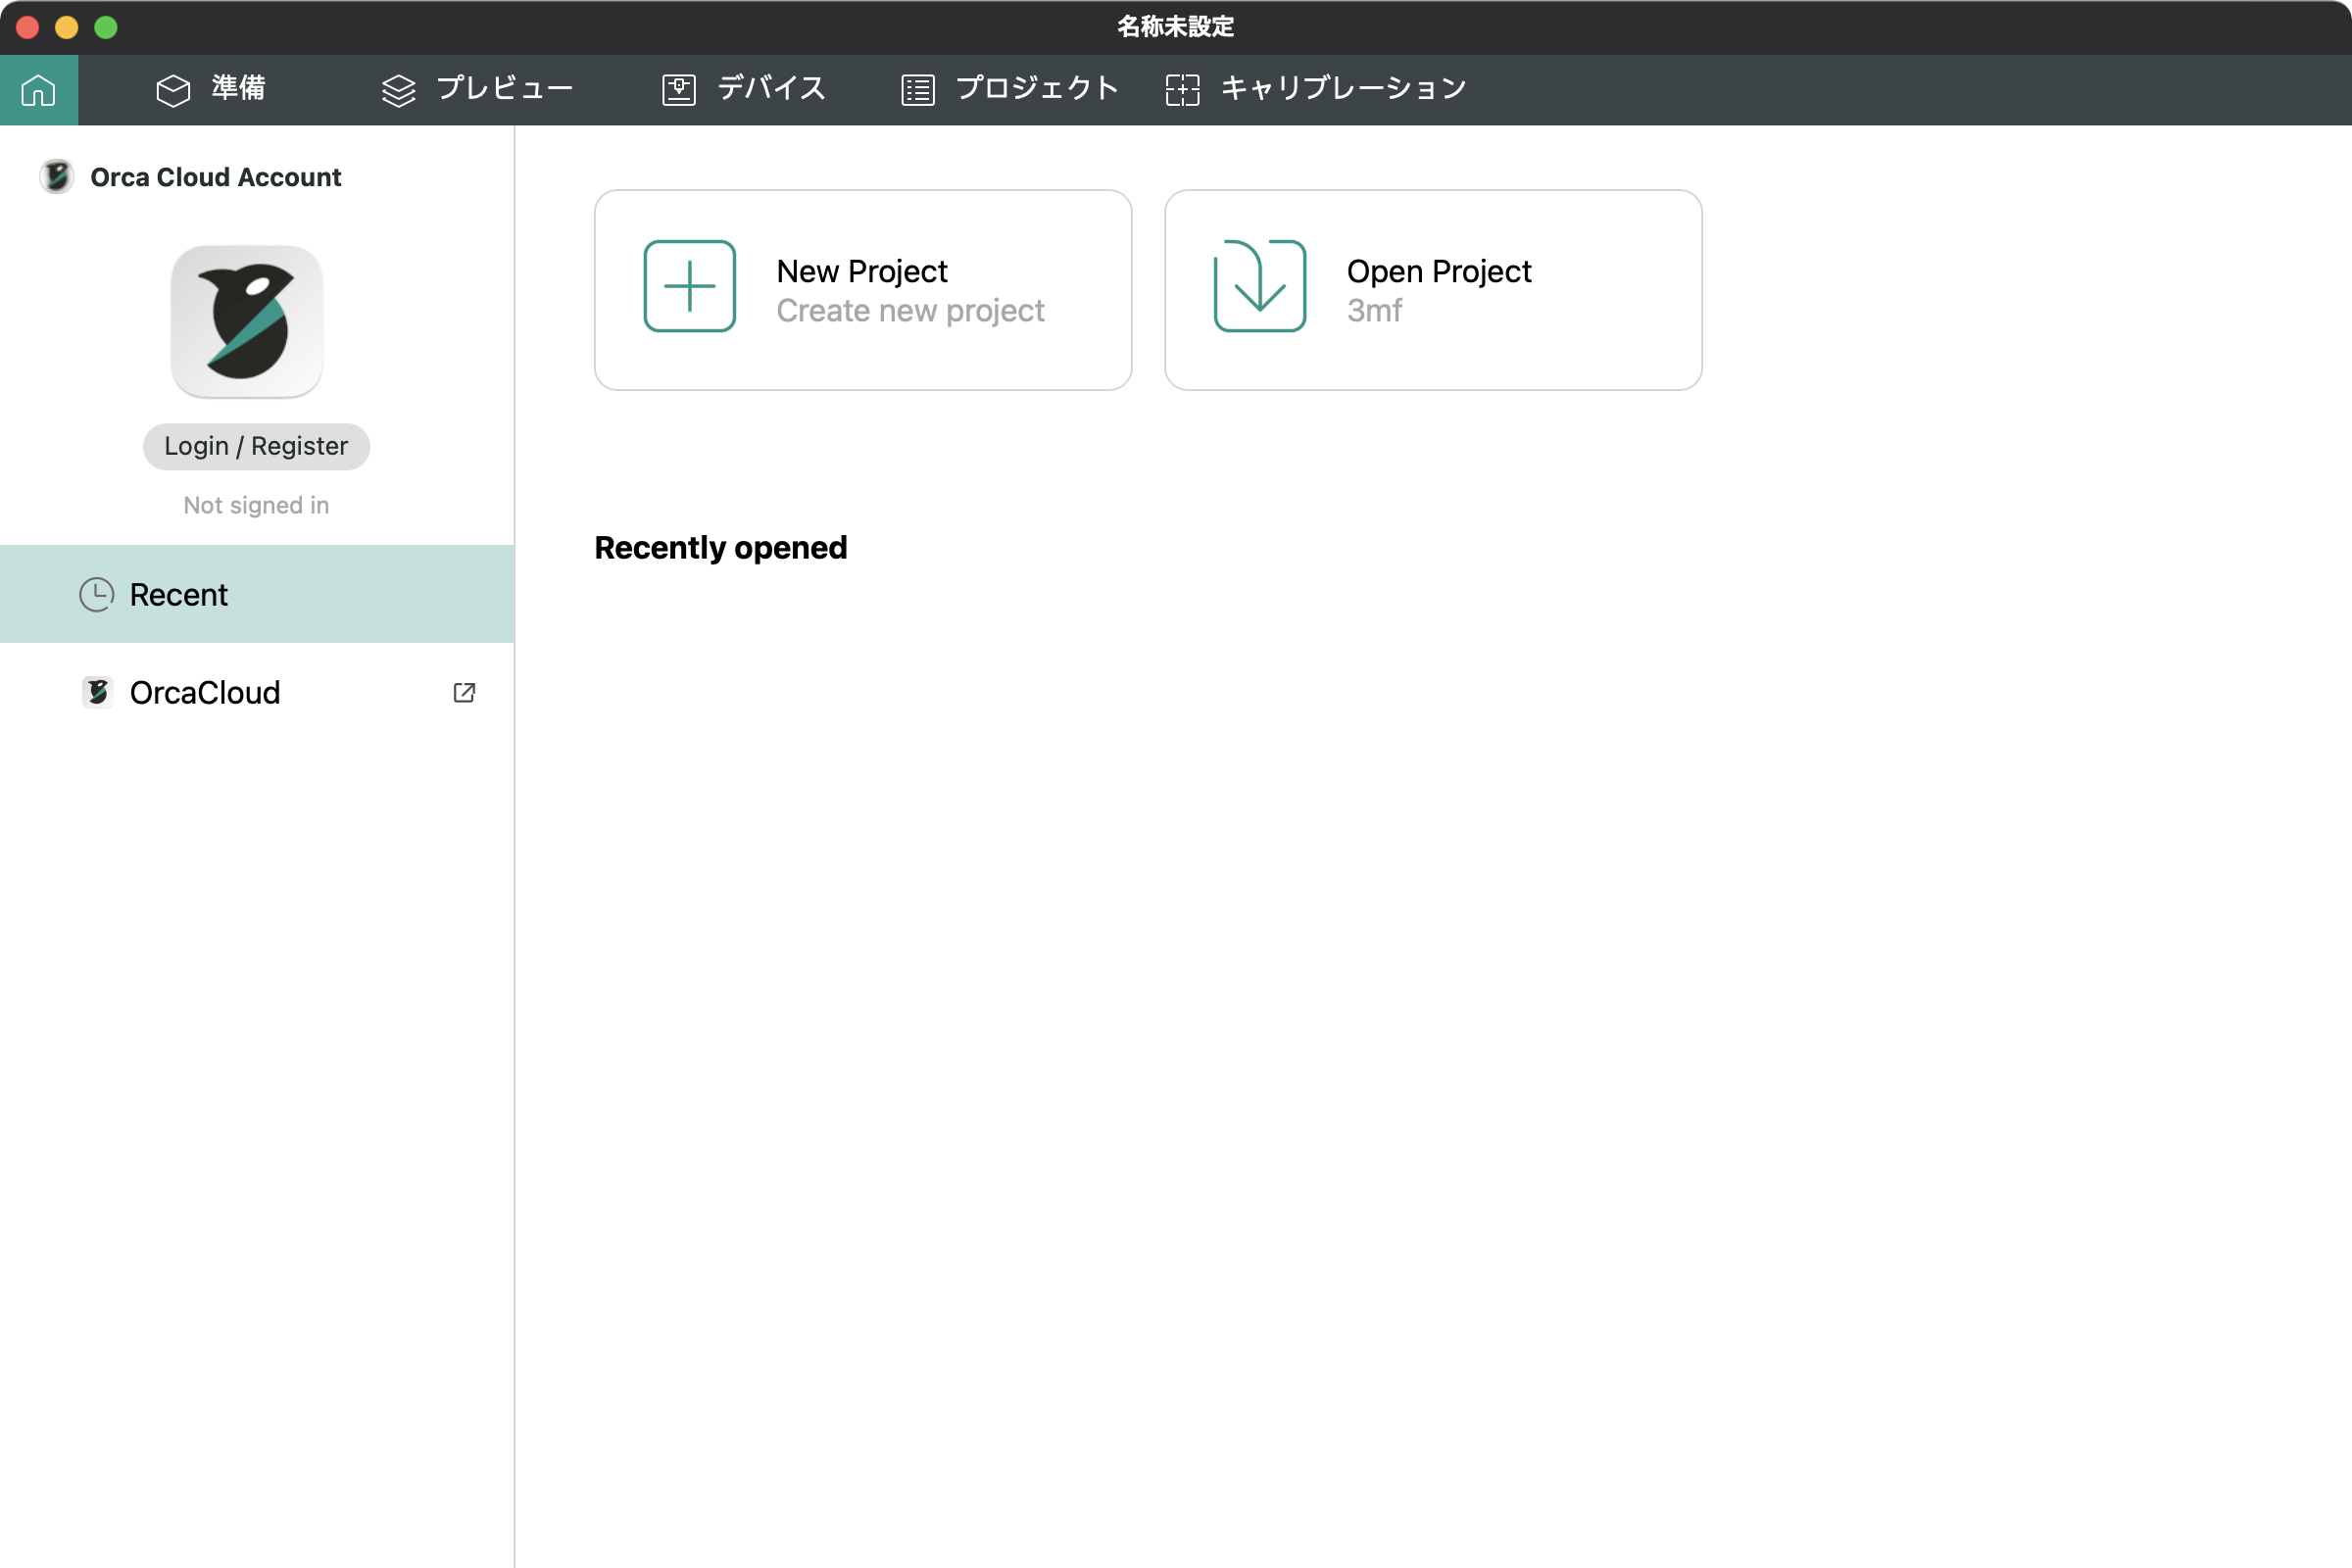 名称未設定
準備
プレビュー
デバイス
プロジェクト
キャリブレーション
Orca Cloud Account
Login / Register
Not signed in
Recent
OrcaCloud
New Project
Create new project
Open Project
3mf
Recently opened